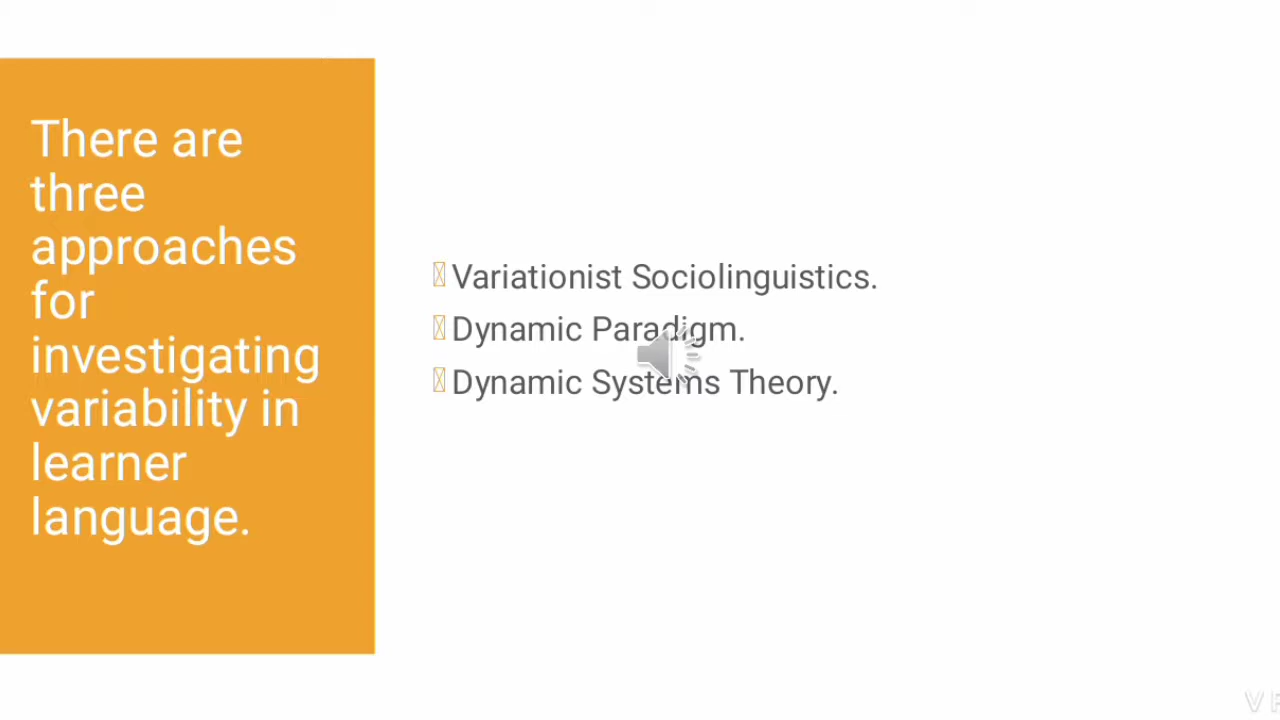 There are
three
approaches
for
investigating
variability in
learner
language.
Variationist Sociolinguistics.
Dynamic Paradigm.
Dynamic Systems Theory.